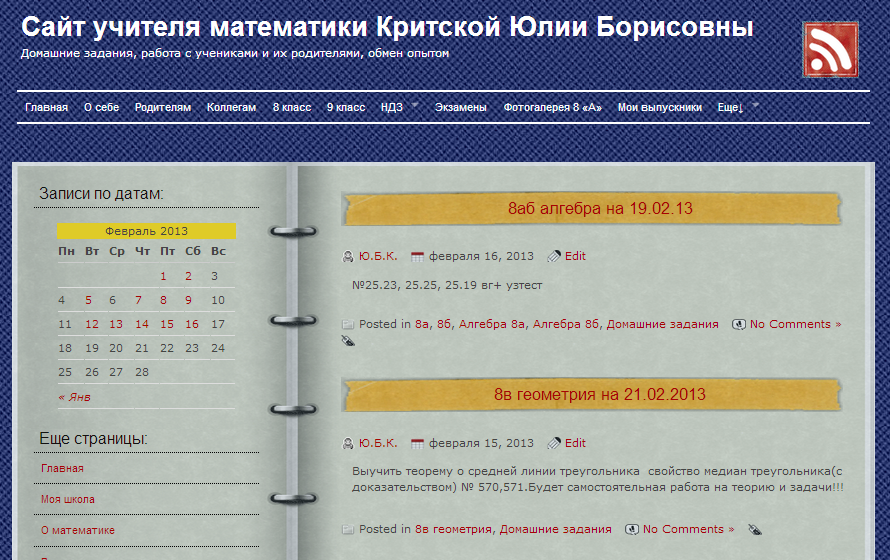 Сайт учителя математики Критской Юлии Борисовны
Домашние задания, работа с учениками и их родителями, обмен опытом
Главная О себе Родителям Коллегам 8 класс 9 класс НДЗ Экзамены Фотогалерея 8 «А» Мои выпускники Еще↓
Записи по датам:
Февраль 2013
Пн Вт Ср Чт Пт Сб Вс
1 2 3
4 5 6 7 8 9 10
11 12 13 14 15 16 17
18 19 20 21 22 23 24
25 26 27 28
« Янв
Еще страницы:
Главная
Моя школа
О математике
8аб алгебра на 19.02.13
Ю.Б.К. февраля 16, 2013 Edit
№25.23, 25.25, 25.19 вг+ узтест
Posted in 8а, 8б, Алгебра 8а, Алгебра 8б, Домашние задания No Comments »
8в геометрия на 21.02.2013
Ю.Б.К. февраля 15, 2013 Edit
Выучить теорему о средней линии треугольника свойство медиан треугольника(с
доказательством) № 570,571.Будет самостоятельная работа на теорию и задачи!!!
Posted in 8в геометрия, Домашние задания No Comments »